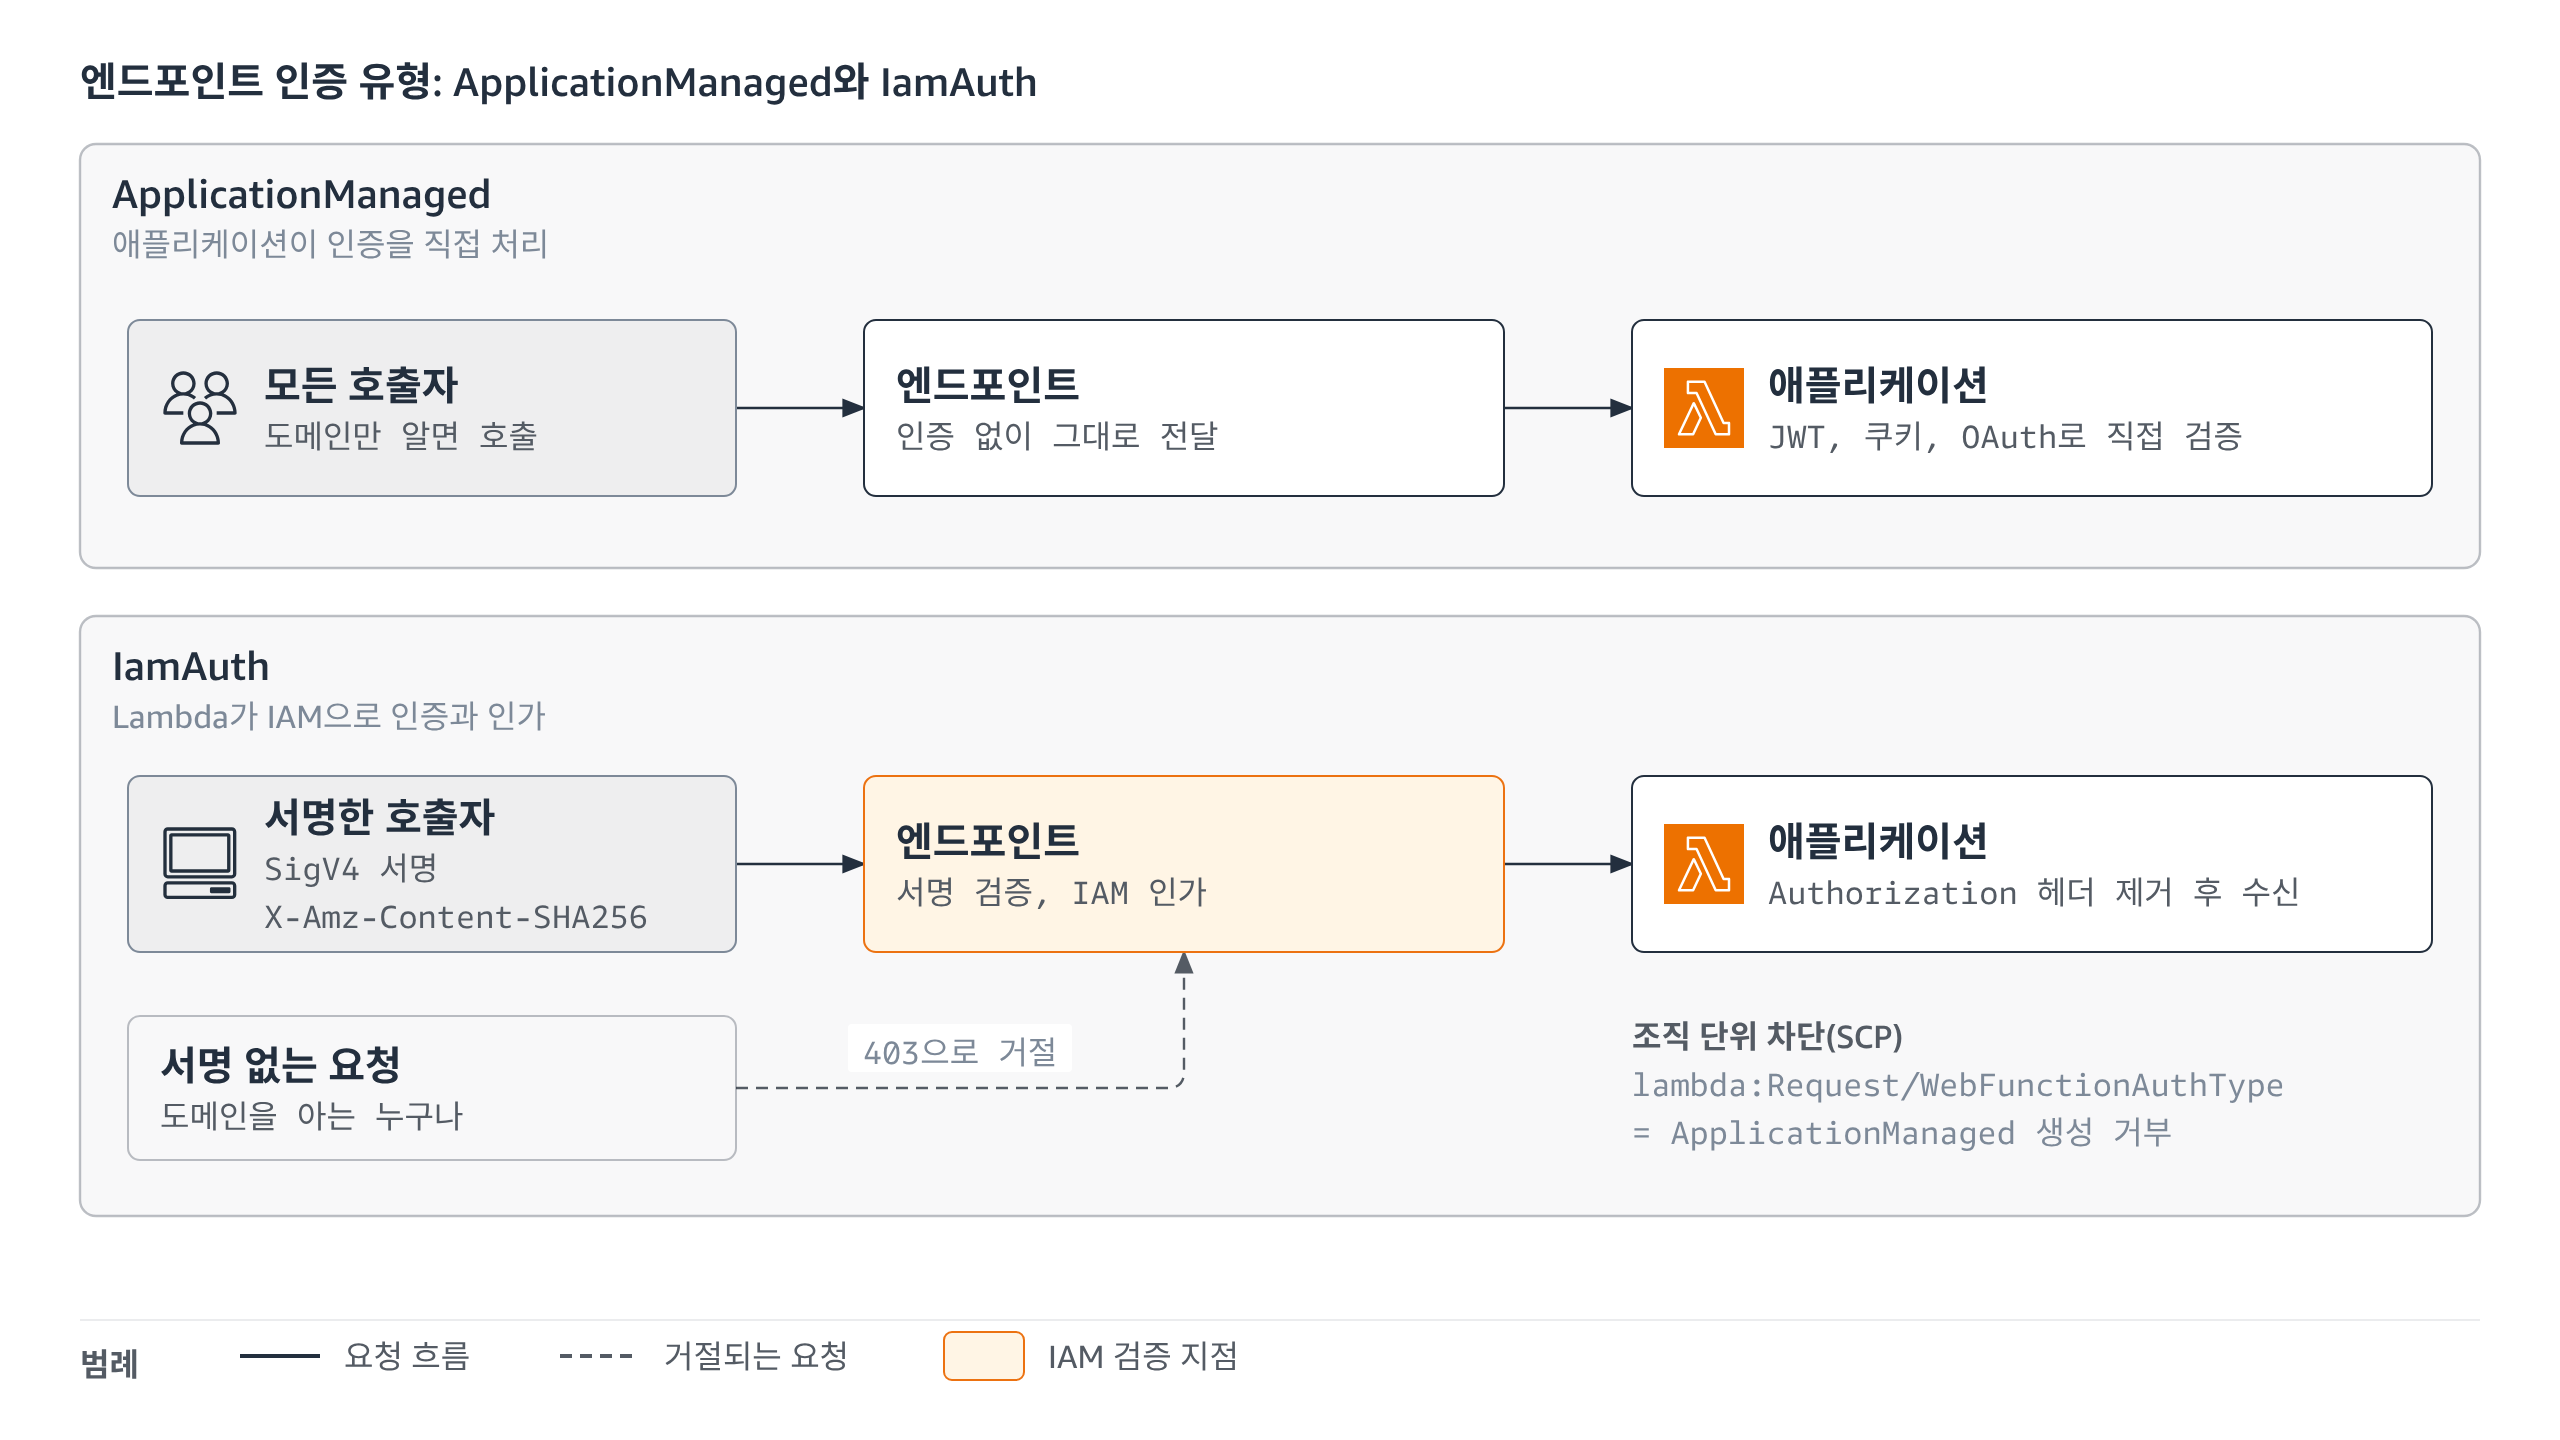 엔드포인트 인증 유형: ApplicationManaged와 IamAuth
ApplicationManaged
애플리케이션이 인증을 직접 처리
모든 호출자
도메인만 알면 호출
엔드포인트
인증 없이 그대로 전달
애플리케이션
JWT, 쿠키, OAuth로 직접 검증
IamAuth
Lambda가 IAM으로 인증과 인가
서명한 호출자
SigV4 서명
X-Amz-Content-SHA256
엔드포인트
서명 검증, IAM 인가
애플리케이션
Authorization 헤더 제거 후 수신
서명 없는 요청
도메인을 아는 누구나
403으로 거절
조직 단위 차단(SCP)
lambda:Request/WebFunctionAuthType
= ApplicationManaged 생성 거부
범례
요청 흐름
거절되는 요청
IAM 검증 지점